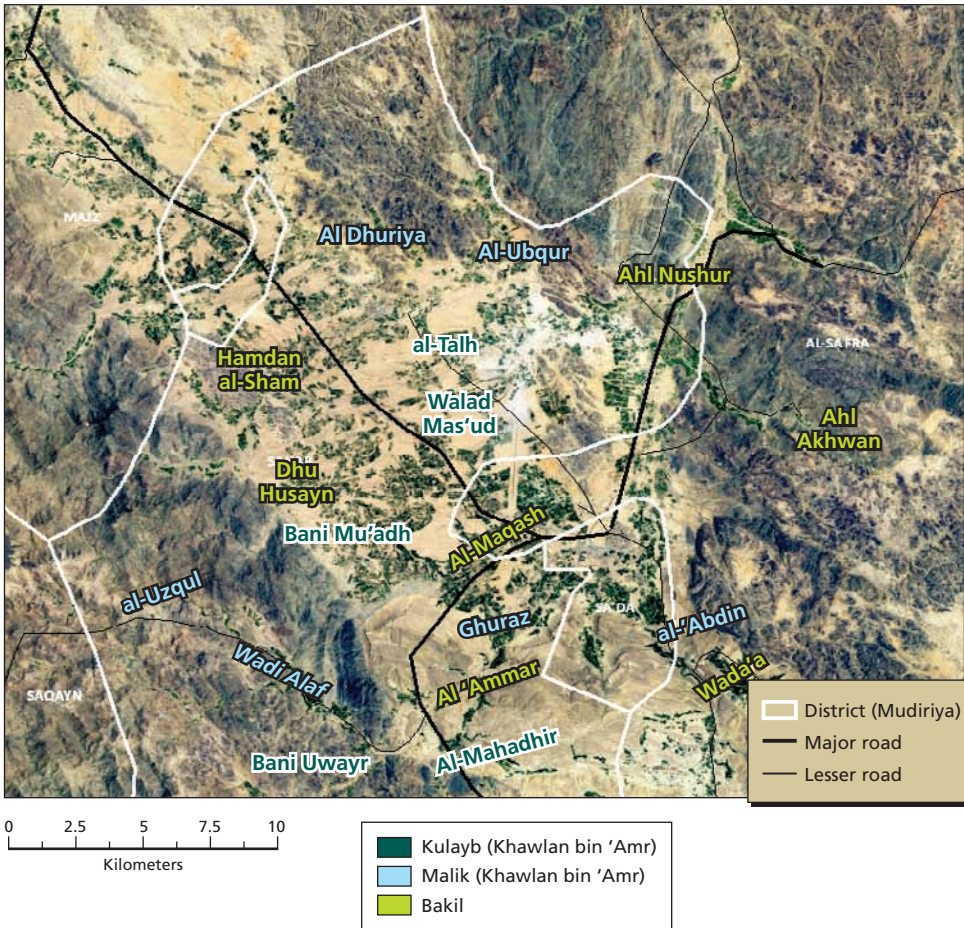 MAJZ
Al Dhuriya
Al-Ubqur
Ahl Nushur
al-Talh
AL-SAFRA
Hamdan
al-Sham
Walad
Mas‘ud
Ahl
Akhwan
Dhu
Husayn
Bani Mu‘adh
Al-Maqash
al-Uzqul
Ghuraz
SA'DA
al-‘Abdin
Wadi Alaf
Al ‘Ammar
Wada‘a
SAQAYN
Bani Uwayr
Al-Mahadhir
District (Mudiriya)
Major road
Lesser road
0 2.5 5 7.5 10
Kilometers
Kulayb (Khawlan bin ‘Amr)
Malik (Khawlan bin ‘Amr)
Bakil